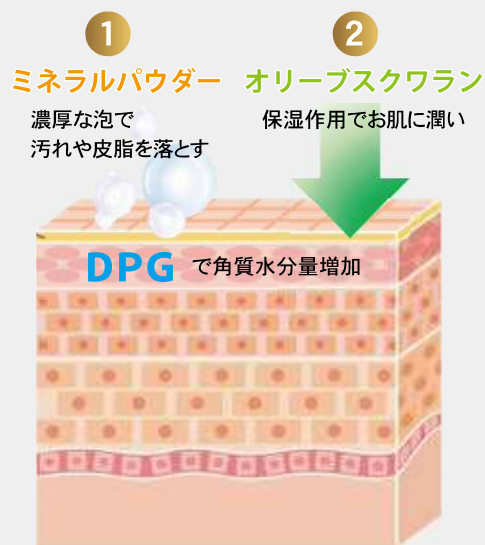 1
ミネラルパウダー
濃厚な泡で
汚れや皮脂を落とす
2
オリーブスクワラン
保湿作用でお肌に潤い
DPG で角質水分量増加